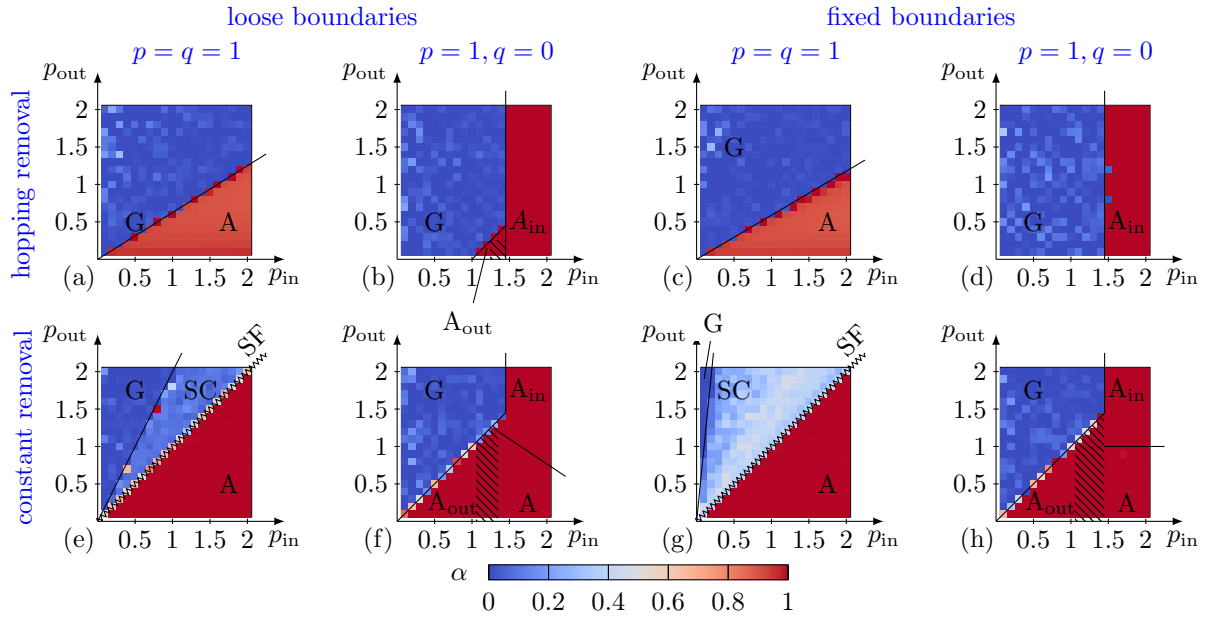 loose boundaries fixed boundaries
p = q = 1 p = 1, q = 0 p = q = 1 p = 1, q = 0
hopping removal
p_out 2 1.5 1 0.5 G A (a) 0.5 1 1.5 2 p_in
p_out 2 1.5 1 0.5 G A_in (b) 0.5 1 1.5 2 p_in A_out
p_out 2 1.5 1 0.5 G A (c) 0.5 1 1.5 2 p_in
p_out 2 1.5 1 0.5 G A_in (d) 0.5 1 1.5 2 p_in
constant removal
p_out 2 1.5 1 0.5 G SC SF A (e) 0.5 1 1.5 2 p_in
p_out 2 1.5 1 0.5 G A_in A_out A (f) 0.5 1 1.5 2 p_in
p_out 2 1.5 1 0.5 G SC SF A (g) 0.5 1 1.5 2 p_in
p_out 2 1.5 1 0.5 G A_in A_out A (h) 0.5 1 1.5 2 p_in
α
0 0.2 0.4 0.6 0.8 1